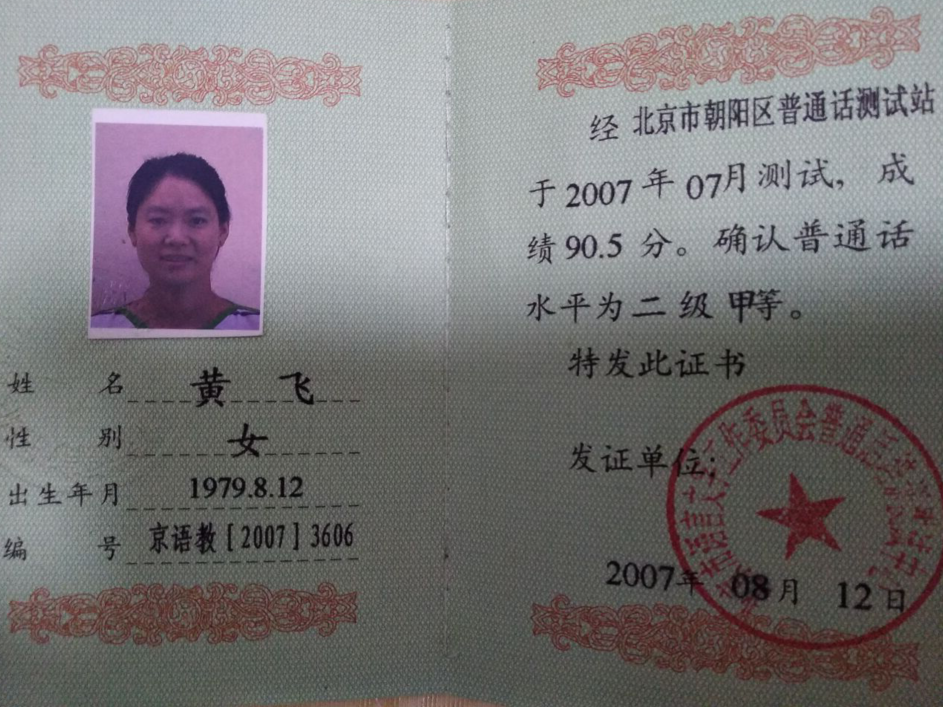 姓名 黄飞
性别 女
出生年月 1979.8.12
编号 京语教［2007］3606
经 北京市朝阳区普通话测试站
于2007年07月测试，成
绩90.5分。确认普通话
水平为二级甲等。
特发此证书
发证单位：
2007年08月12日